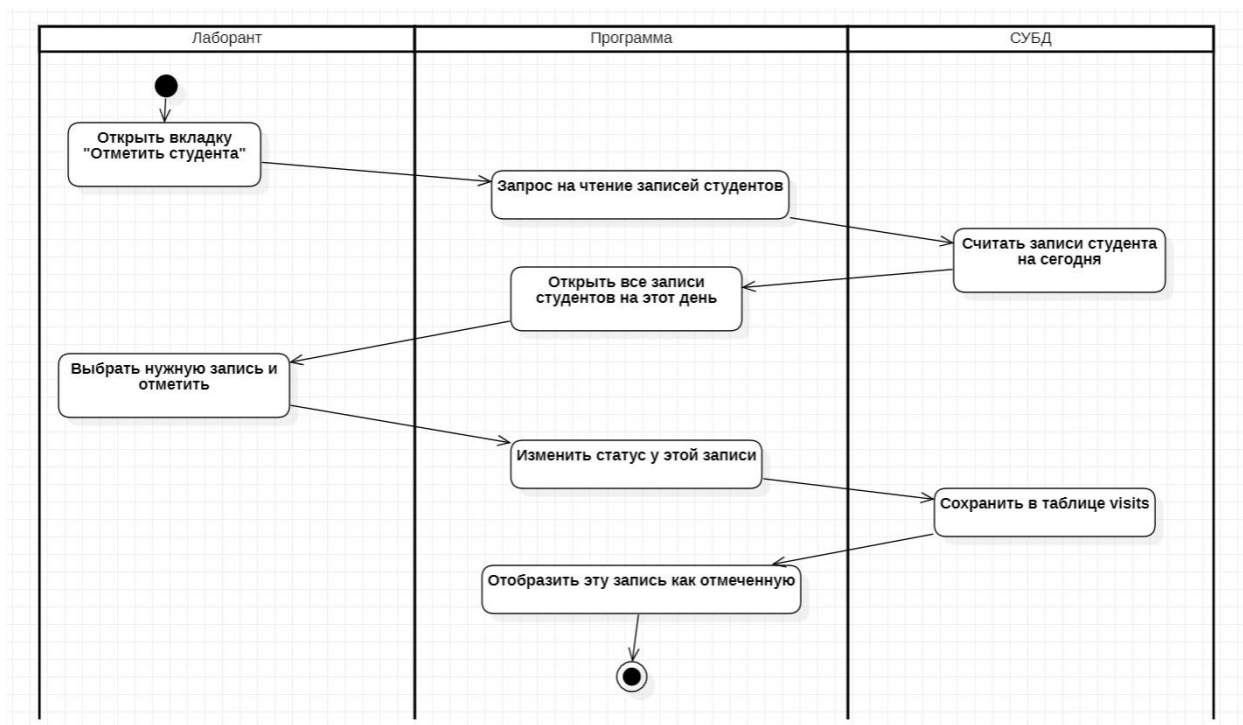 Лаборант
Программа
СУБД
Открыть вкладку
"Отметить студента"
Запрос на чтение записей студентов
Считать записи студента
на сегодня
Открыть все записи
студентов на этот день
Выбрать нужную запись и
отметить
Изменить статус у этой записи
Сохранить в таблице visits
Отобразить эту запись как отмеченную